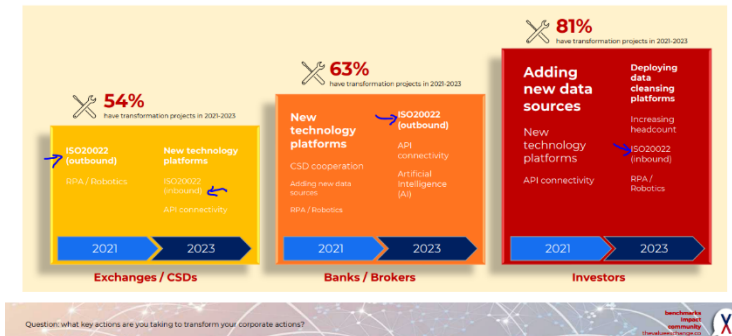 81%
have transformation projects in 2021-2023
63%
have transformation projects in 2021-2023
54%
have transformation projects in 2021-2023
ISO20022
(outbound)
RPA / Robotics
New technology
platforms
ISO20022
(inbound)
API connectivity
2021
2023
Exchanges / CSDs
New
technology
platforms
CSD cooperation
Adding new data
sources
RPA / Robotics
ISO20022
(outbound)
API
connectivity
Artificial
Intelligence
(AI)
2021
2023
Banks / Brokers
Adding
new data
sources
New
technology
platforms
API connectivity
Deploying
data
cleansing
platforms
Increasing
headcount
ISO20022
(inbound)
RPA /
Robotics
2021
2023
Investors
Question: what key actions are you taking to transform your corporate actions?
benchmarks
impact
community
thevalueexchange.co